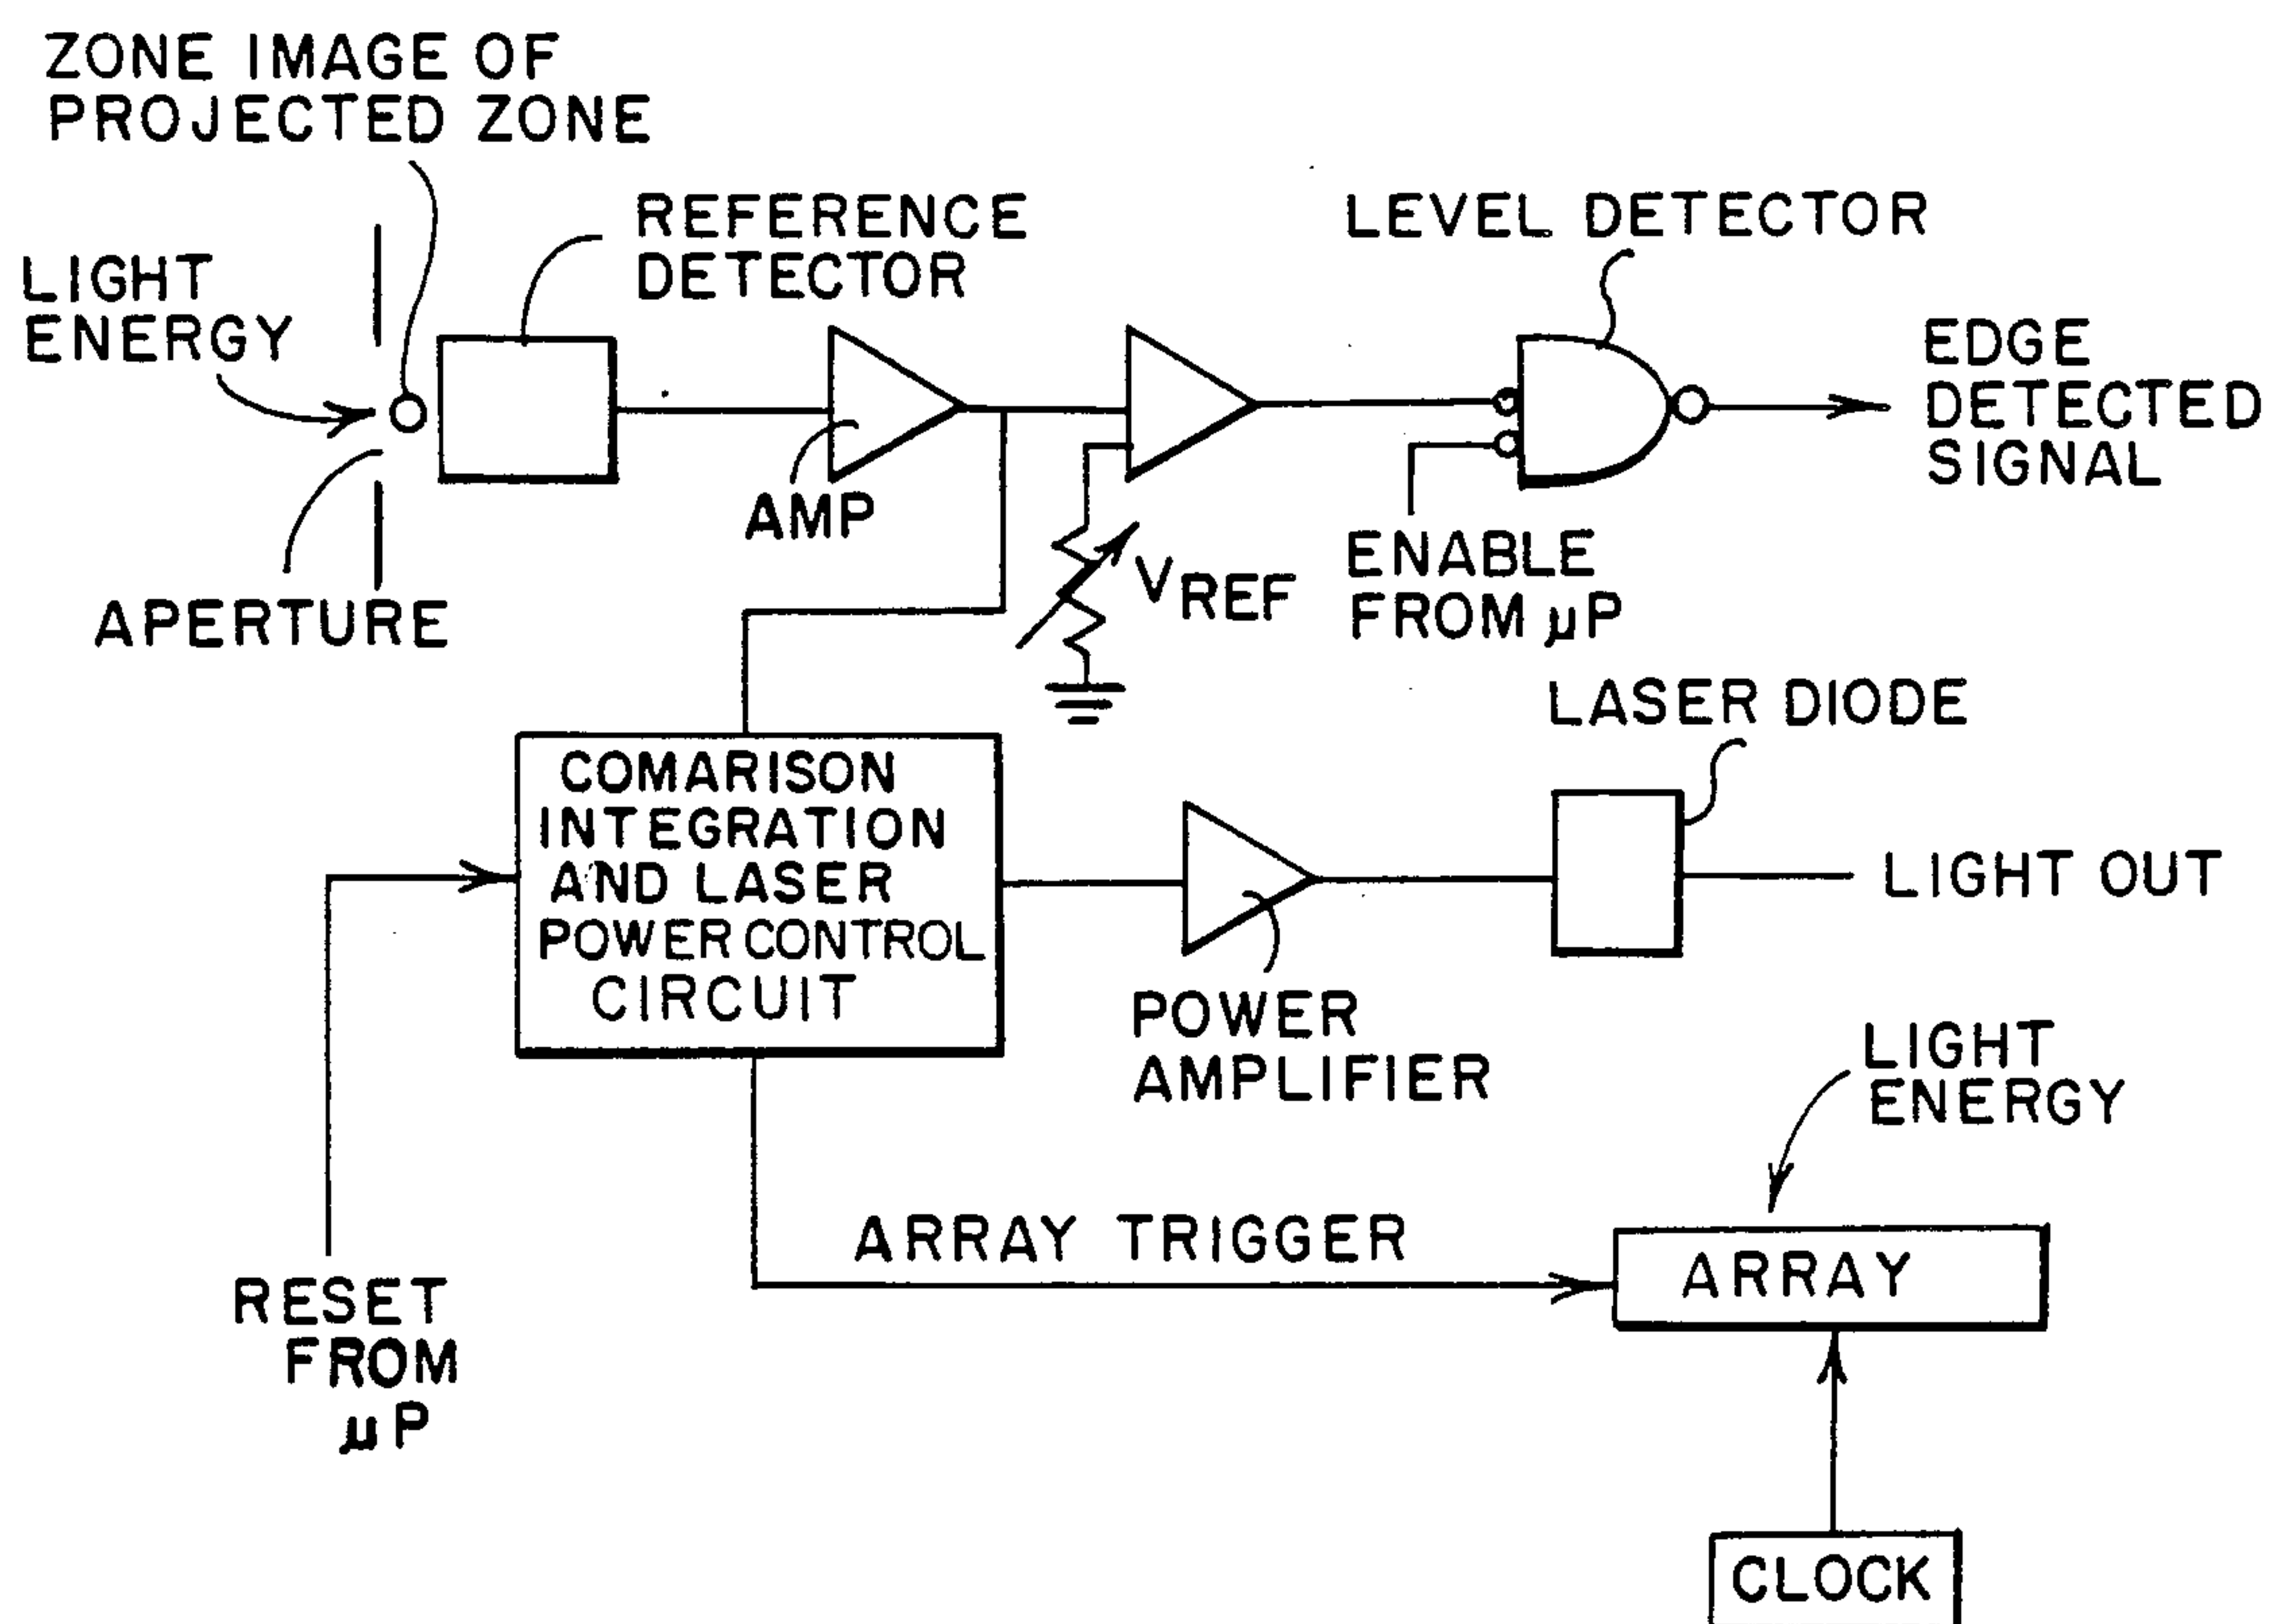 ZONE IMAGE OF
PROJECTED ZONE
LIGHT
ENERGY
REFERENCE
DETECTOR
LEVEL DETECTOR
EDGE
DETECTED
SIGNAL
AMP
APERTURE
VREF
ENABLE
FROM µP
LASER DIODE
COMARISON
INTEGRATION
AND LASER
POWER CONTROL
CIRCUIT
LIGHT OUT
POWER
AMPLIFIER
LIGHT
ENERGY
ARRAY TRIGGER
ARRAY
RESET
FROM
µP
CLOCK